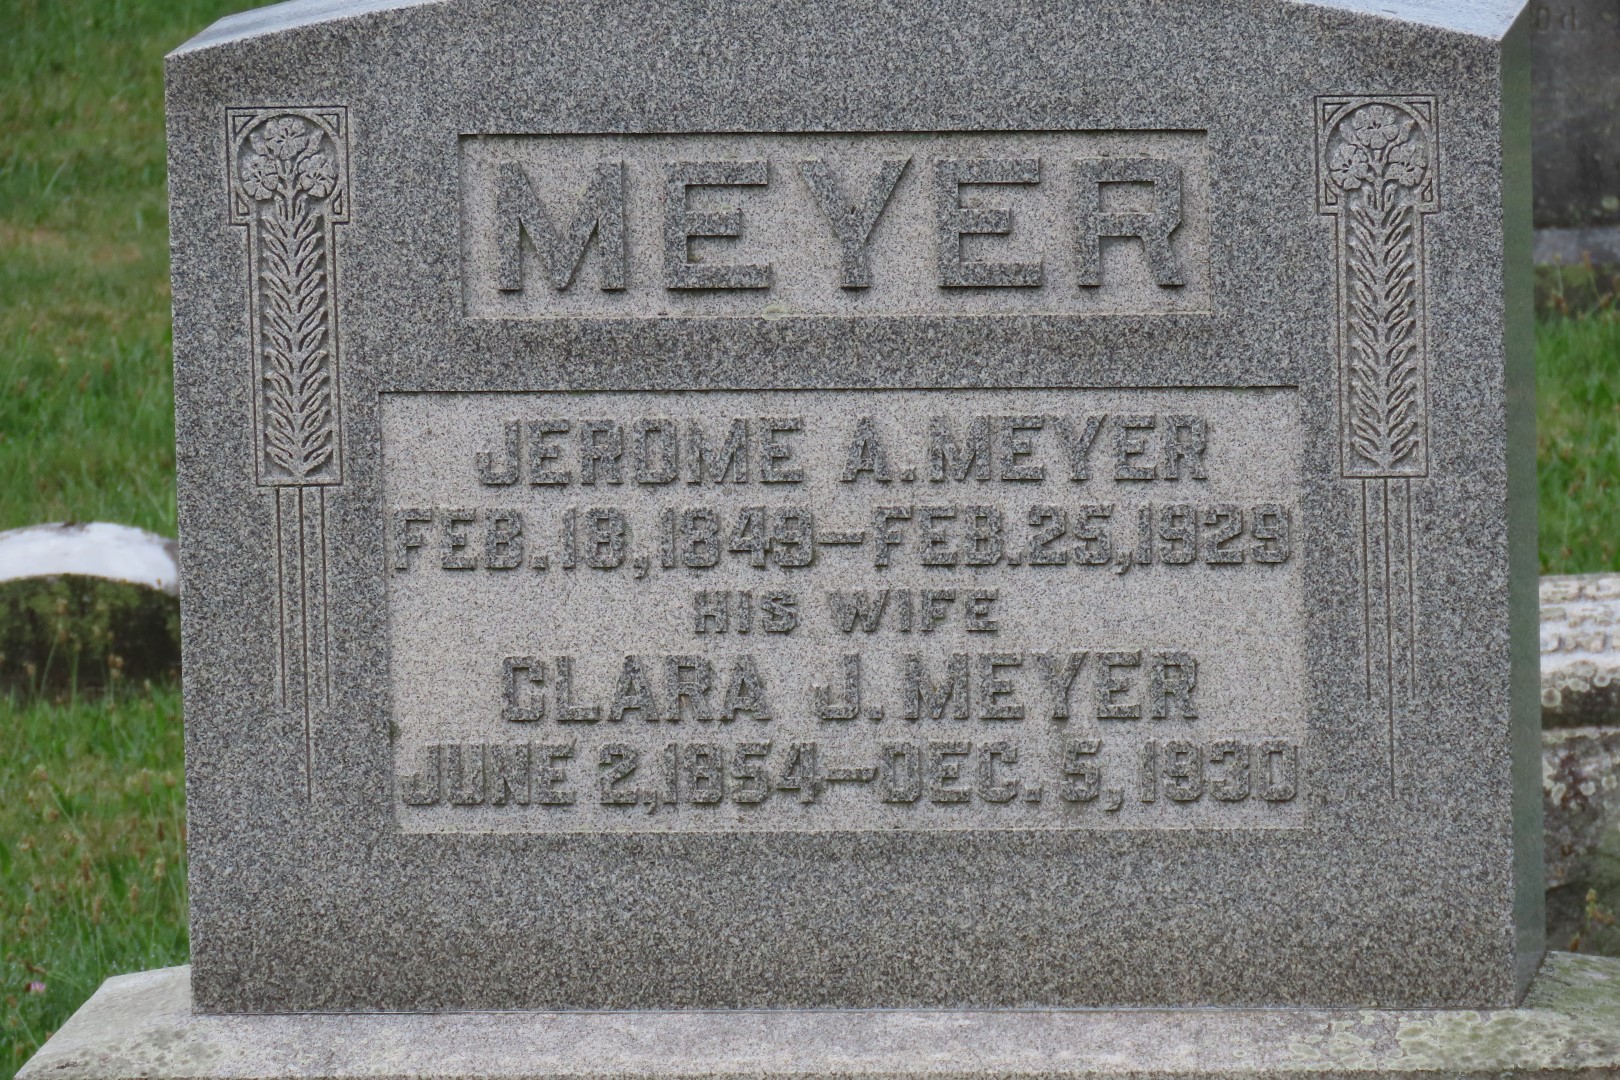 MEYER
JEROME A. MEYER
FEB. 18, 1849—FEB. 25, 1929
HIS WIFE
CLARA J. MEYER
JUNE 2, 1854—DEC. 5, 1930